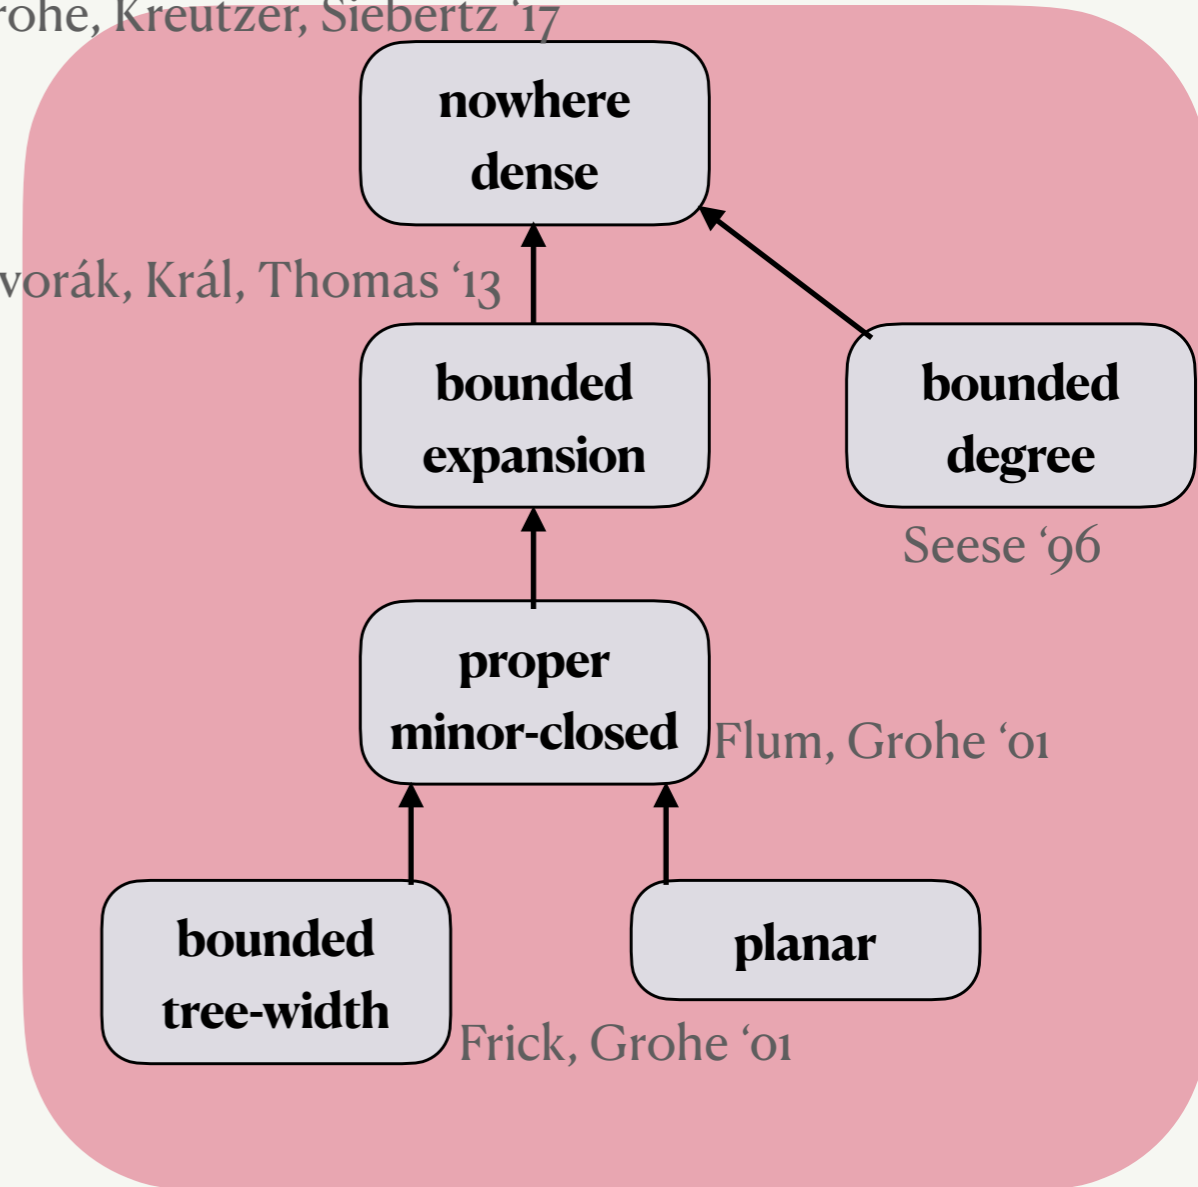 rohe, Kreutzer, Siebertz ‘17
nowhere
dense
vorák, Král, Thomas ‘13
bounded
expansion
bounded
degree
Seese ‘96
proper
minor-closed
Flum, Grohe ‘01
bounded
tree-width
planar
Frick, Grohe ‘01